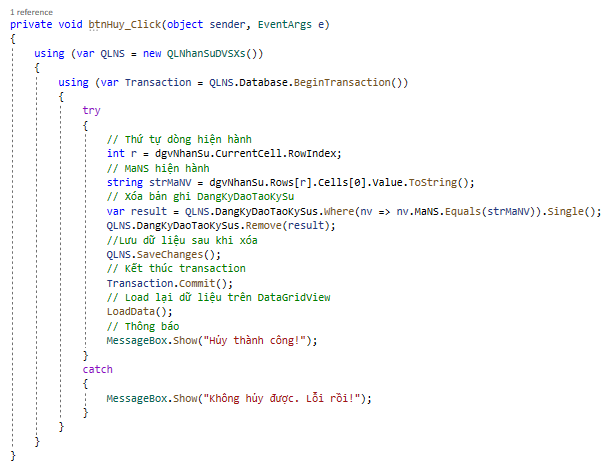 1 reference
private void btnHuy_Click(object sender, EventArgs e)
{
using (var QLNS = new QLNhanSuDVSXs())
{
using (var Transaction = QLNS.Database.BeginTransaction())
{
try
{
// Thứ tự dòng hiện hành
int r = dgvNhanSu.CurrentCell.RowIndex;
// MaNS hiện hành
string strMaNV = dgvNhanSu.Rows[r].Cells[0].Value.ToString();
// Xóa bản ghi DangKyDaoTaoKySu
var result = QLNS.DangKyDaoTaoKySus.Where(nv => nv.MaNS.Equals(strMaNV)).Single();
QLNS.DangKyDaoTaoKySus.Remove(result);
//Lưu dữ liệu sau khi xóa
QLNS.SaveChanges();
// Kết thúc transaction
Transaction.Commit();
// Load lại dữ liệu trên DataGridView
LoadData();
// Thông báo
MessageBox.Show("Hủy thành công!");
}
catch
{
MessageBox.Show("Không hủy được. Lỗi rồi!");
}
}
}
}